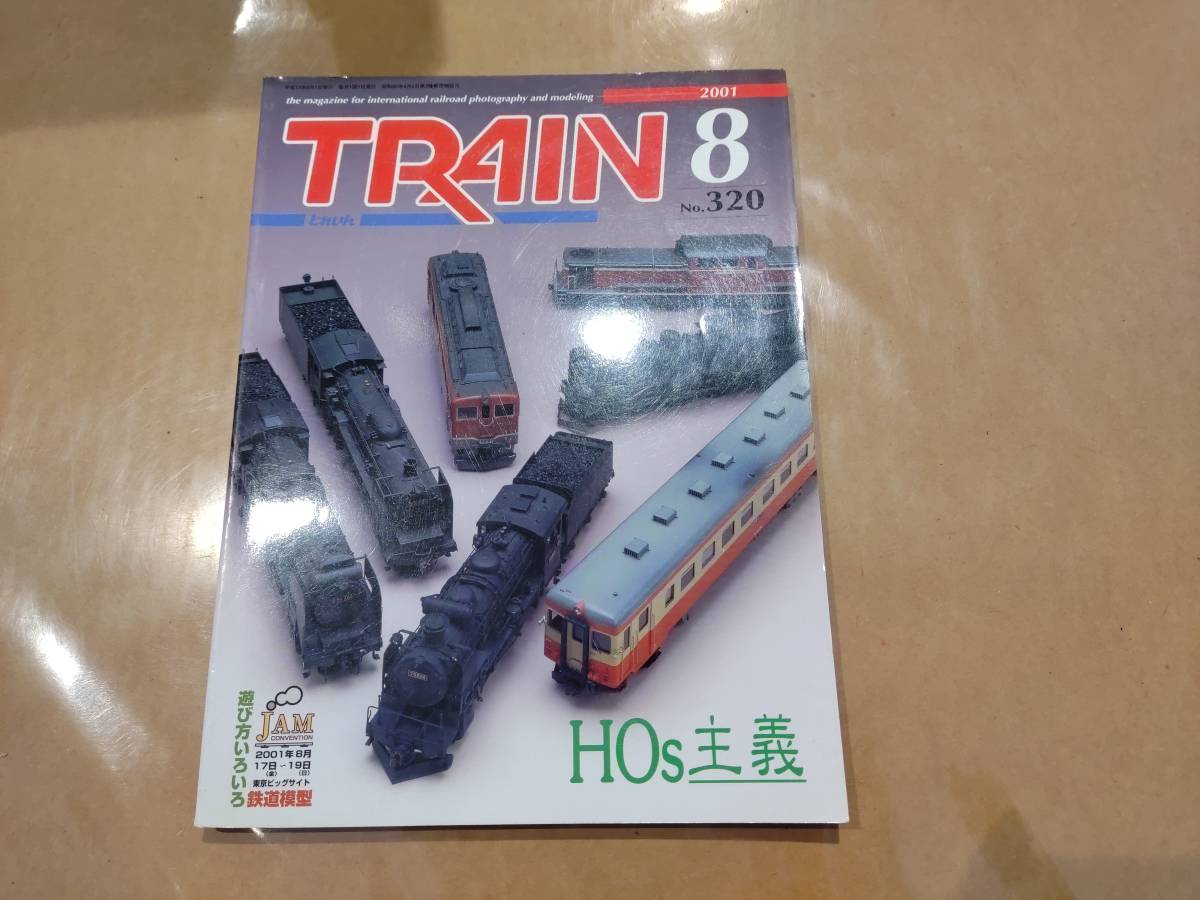 the magazine for international railroad photography and modeling
2001
TRAIN
8
とれいん
No.320
遊び方いろいろ
JAM
CONVENTION
2001年8月
17日～19日
(金) (日)
東京ビッグサイト
鉄道模型
HOs主義